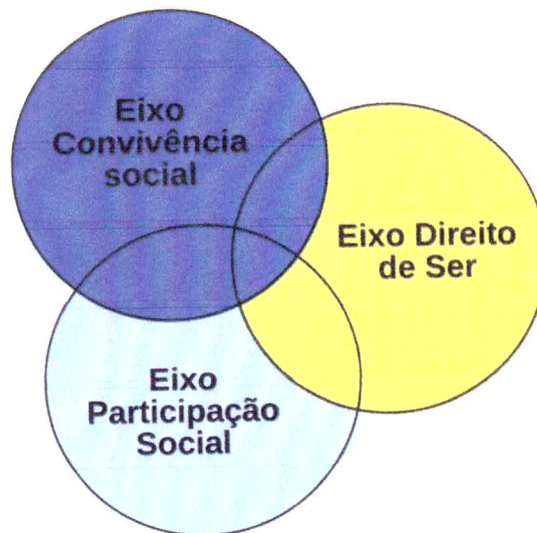 Eixo
Convivência
social
Eixo Direito
de Ser
Eixo
Participação
Social